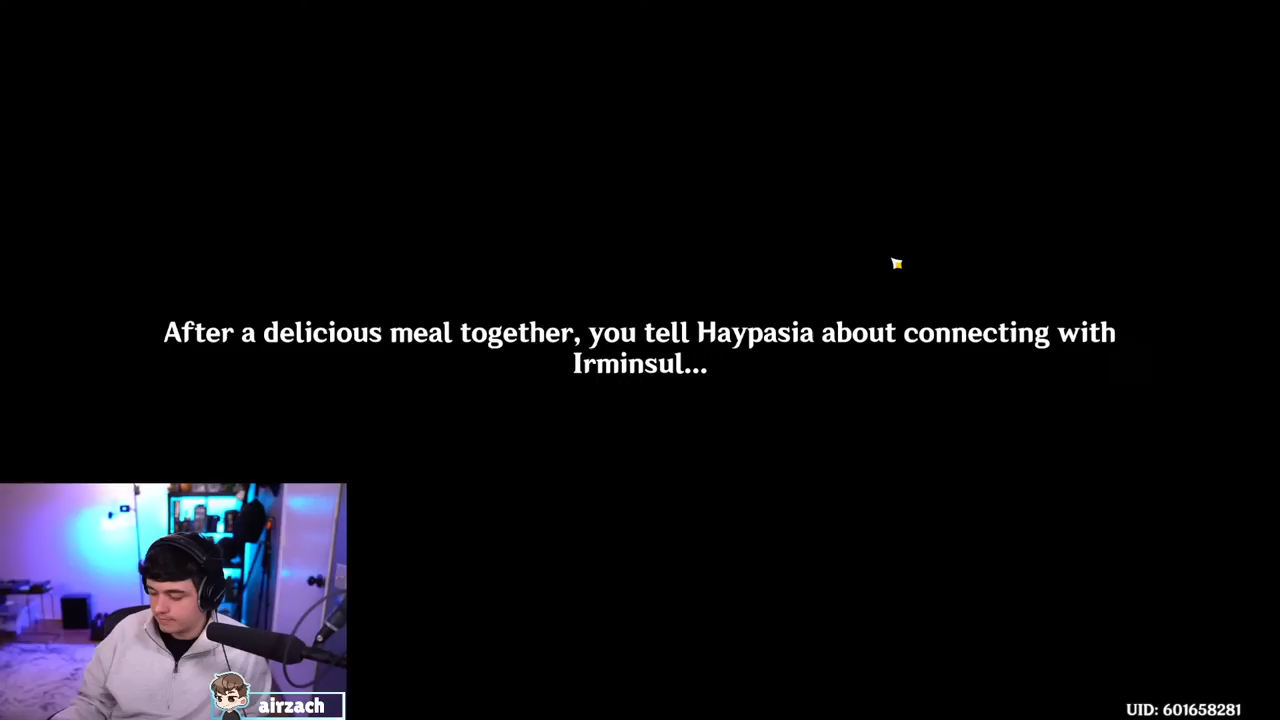 After a delicious meal together, you tell Haypasia about connecting with
Irminsul...
airzach
UID: 601658281